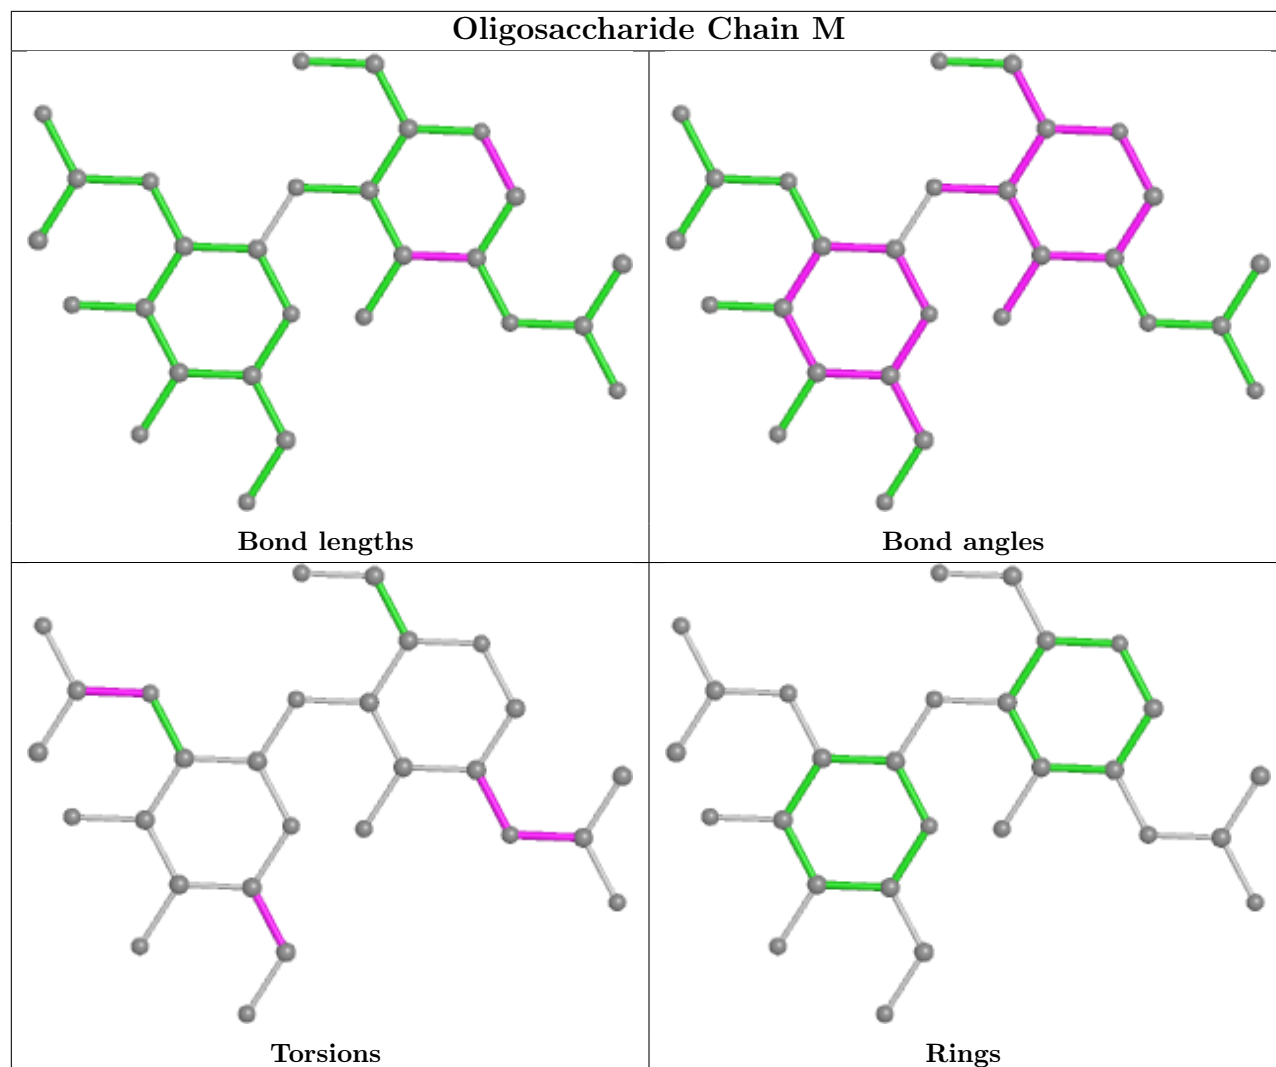 Oligosaccharide Chain M
Bond lengths
Bond angles
Torsions
Rings